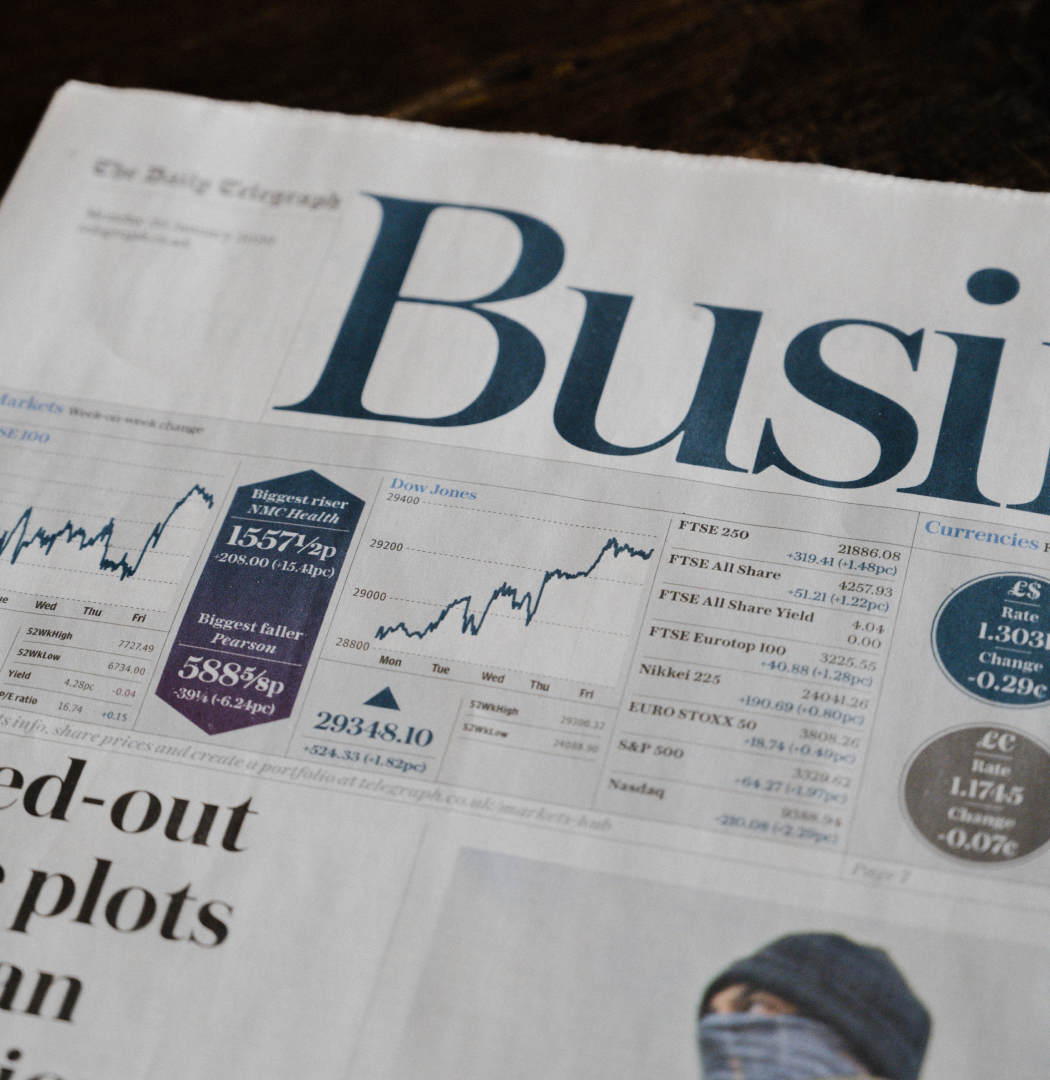 The Daily Telegraph
Monday 20 January 2020
telegraph.co.uk
Busi
Markets Week-on-week change
SE 100
Wed Thu Fri
52WkHigh 7727.49
52WkLow 6734.00
Yield 4.28pc -0.04
P/E ratio 16.74 +0.15
Biggest riser
NMC Health
1557½p
+208.00 (+15.41pc)
Biggest faller
Pearson
588⅝p
-39¼ (-6.24pc)
Dow Jones
29400
29200
29000
28800
Mon Tue Wed Thu Fri
29348.10
+524.33 (+1.82pc)
52WkHigh
52WkLow
FTSE 250 21886.08
+319.41 (+1.48pc)
FTSE All Share 4257.93
+51.21 (+1.22pc)
FTSE All Share Yield 4.04
0.00
FTSE Eurotop 100 3225.55
+40.88 (+1.28pc)
Nikkei 225 24041.26
+190.69 (+0.80pc)
EURO STOXX 50 3808.26
+18.74 (+0.49pc)
S&P 500 3329.62
+64.27 (+1.97pc)
Nasdaq 9388.94
(+2.29pc)
Currencies
£$
Rate
1.3031
Change
-0.29c
£€
Rate
1.1745
Change
-0.07c
ts info, share prices and create a portfolio at telegraph.co.uk/markets-hub
Page 7
ed-out
plots
an